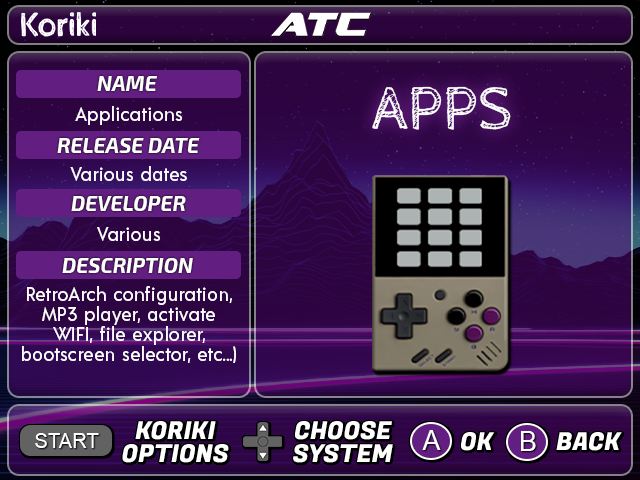 Koriki
ATC
NAME
Applications
RELEASE DATE
Various dates
DEVELOPER
Various
DESCRIPTION
RetroArch configuration,
MP3 player, activate
WIFI, file explorer,
bootscreen selector, etc...)
APPS
START
KORIKI
OPTIONS
CHOOSE
SYSTEM
A OK
B BACK